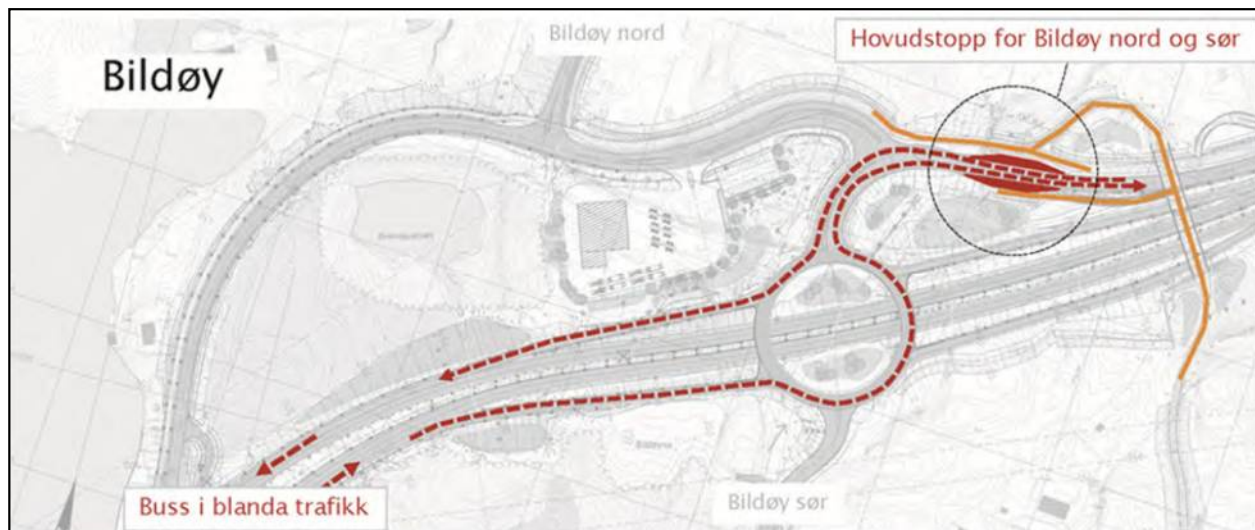 Bildøy nord
Hovudstopp for Bildøy nord og sør
Bildøy
Buss i blanda trafikk
Bildøy sør